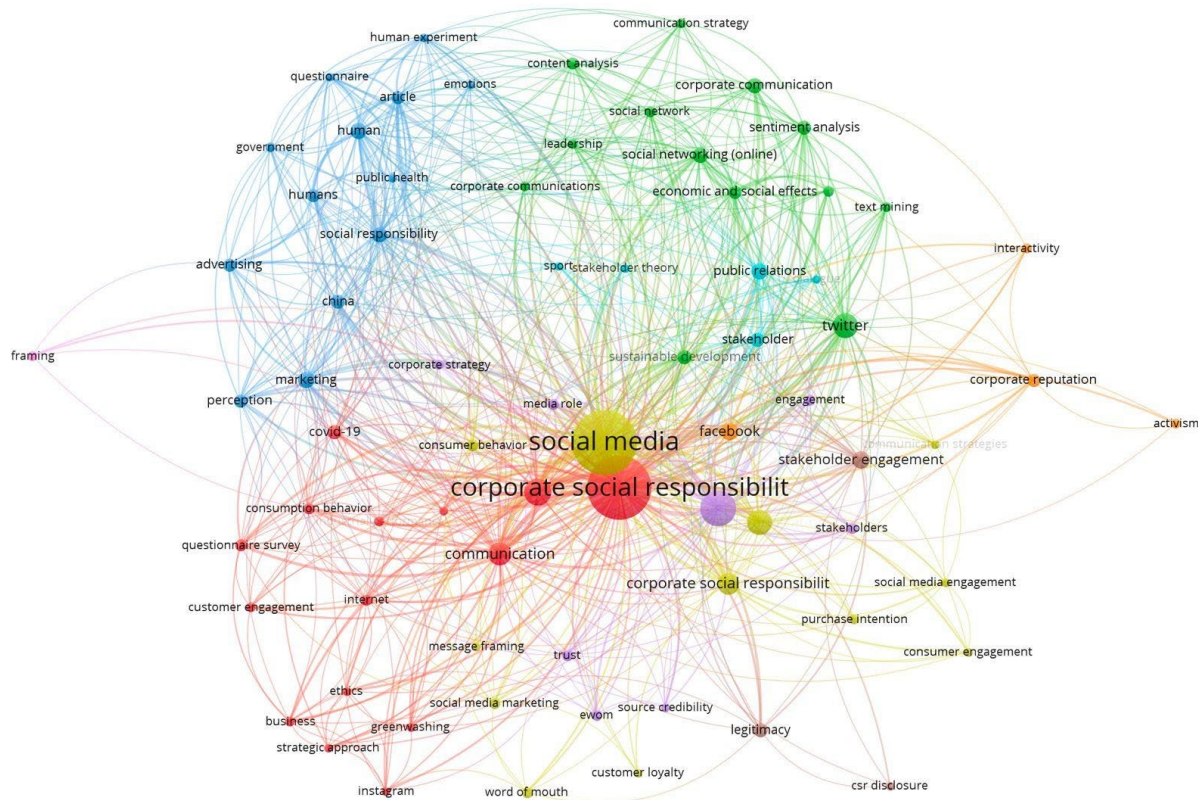 communication strategy
human experiment
content analysis
questionnaire
emotions
corporate communication
article
social network
human
sentiment analysis
leadership
government
social networking (online)
public health
corporate communications
economic and social effects
humans
text mining
social responsibility
interactivity
advertising
sport
stakeholder theory
public relations
china
twitter
stakeholder
framing
sustainable development
corporate strategy
marketing
corporate reputation
perception
media role
engagement
activism
covid-19
facebook
social media
consumer behavior
communication strategies
stakeholder engagement
corporate social responsibilit
consumption behavior
stakeholders
questionnaire survey
communication
corporate social responsibilit
social media engagement
customer engagement
internet
purchase intention
message framing
trust
consumer engagement
ethics
social media marketing
source credibility
business
greenwashing
ewom
legitimacy
strategic approach
customer loyalty
instagram
word of mouth
csr disclosure